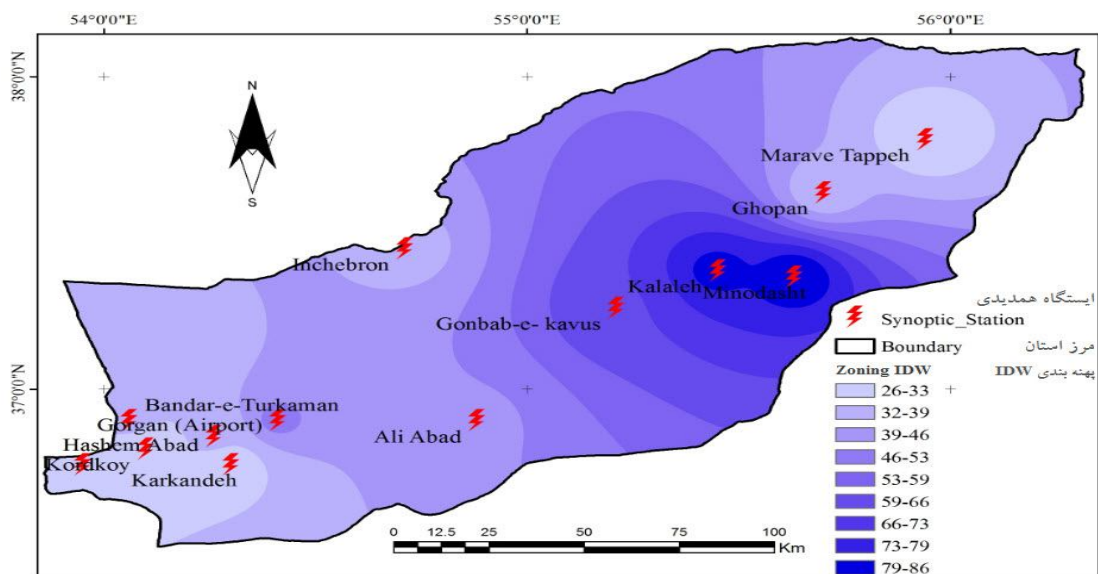 54°0'0"E 55°0'0"E 56°0'0"E
38°0'0"N
N
S
Marave Tappeh
Ghopan
Inchebron
Kalaleh
Minodasht
Gonbab-e- kavus
ایستگاه همدیدی
Synoptic_Station
Boundary مرز استان
Zoning IDW پهنه بندی IDW
37°0'0"N
26-33
32-39
39-46
46-53
53-59
59-66
66-73
73-79
79-86
Bandar-e-Turkaman
Gorgan (Airport)
Hashem Abad
Kordkoy
Karkandeh
Ali Abad
0 12.5 25 50 75 100
Km